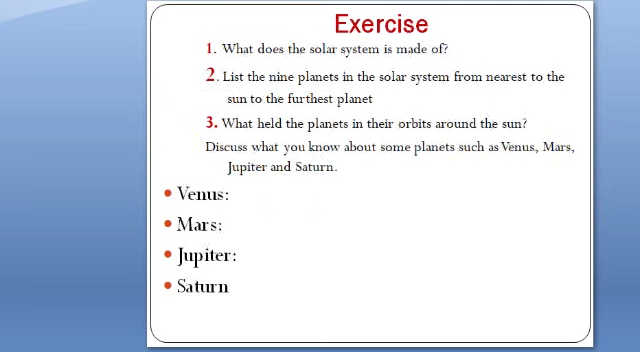 Exercise
1. What does the solar system is made of?
2. List the nine planets in the solar system from nearest to the
sun to the furthest planet
3. What held the planets in their orbits around the sun?
Discuss what you know about some planets such as Venus, Mars,
Jupiter and Saturn.
• Venus:
• Mars:
• Jupiter:
• Saturn